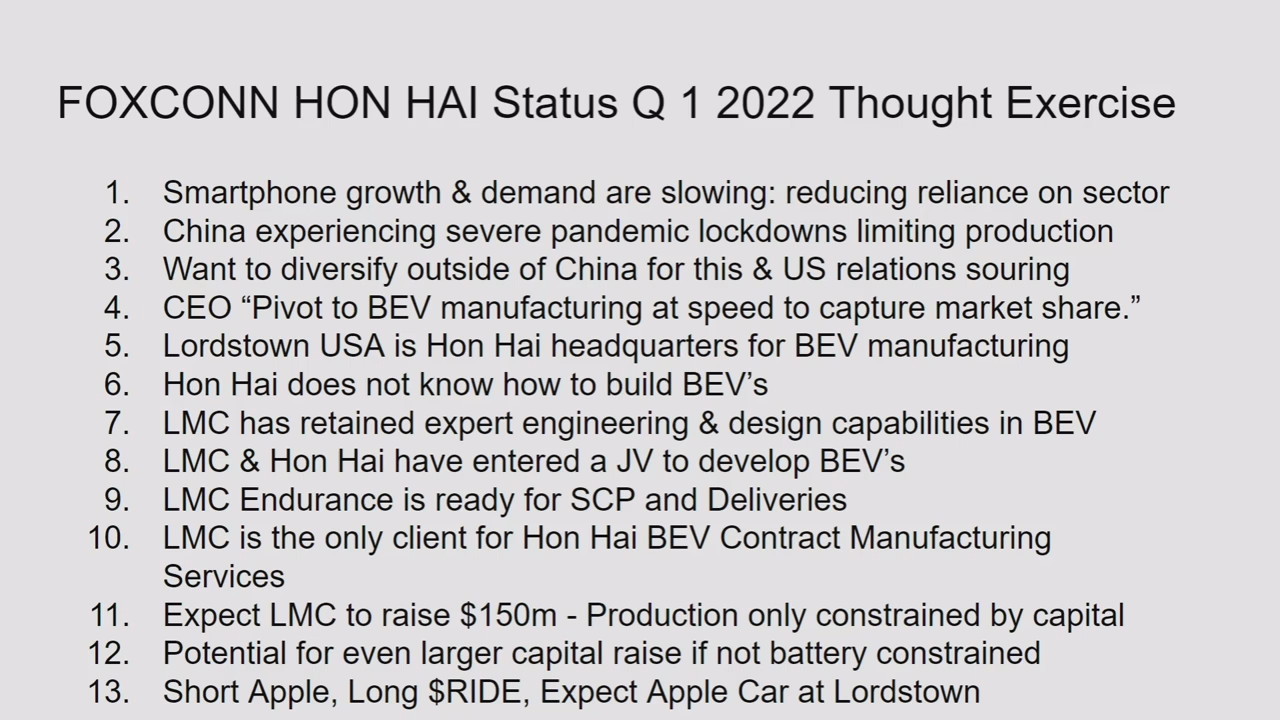 FOXCONN HON HAI Status Q 1 2022 Thought Exercise
1. Smartphone growth & demand are slowing: reducing reliance on sector
2. China experiencing severe pandemic lockdowns limiting production
3. Want to diversify outside of China for this & US relations souring
4. CEO “Pivot to BEV manufacturing at speed to capture market share.”
5. Lordstown USA is Hon Hai headquarters for BEV manufacturing
6. Hon Hai does not know how to build BEV’s
7. LMC has retained expert engineering & design capabilities in BEV
8. LMC & Hon Hai have entered a JV to develop BEV’s
9. LMC Endurance is ready for SCP and Deliveries
10. LMC is the only client for Hon Hai BEV Contract Manufacturing
Services
11. Expect LMC to raise $150m - Production only constrained by capital
12. Potential for even larger capital raise if not battery constrained
13. Short Apple, Long $RIDE, Expect Apple Car at Lordstown